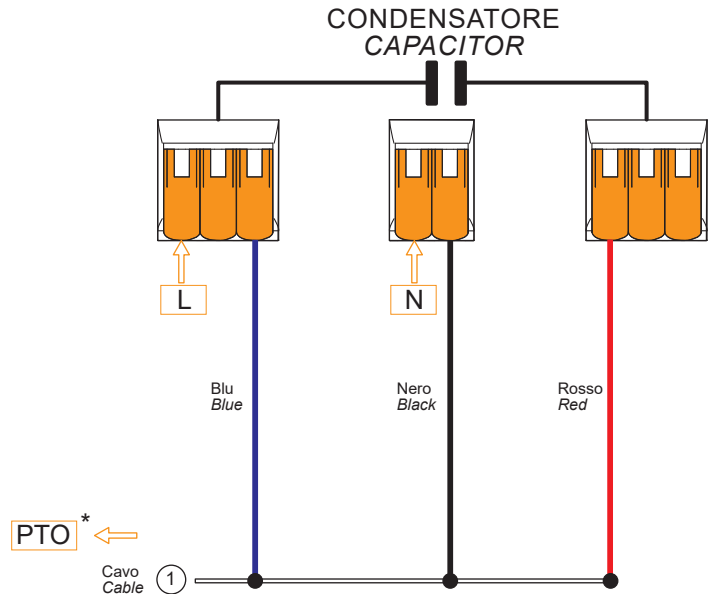 CONDENSATORE
CAPACITOR
L
N
Blu
Blue
Nero
Black
Rosso
Red
PTO *
Cavo
Cable
1